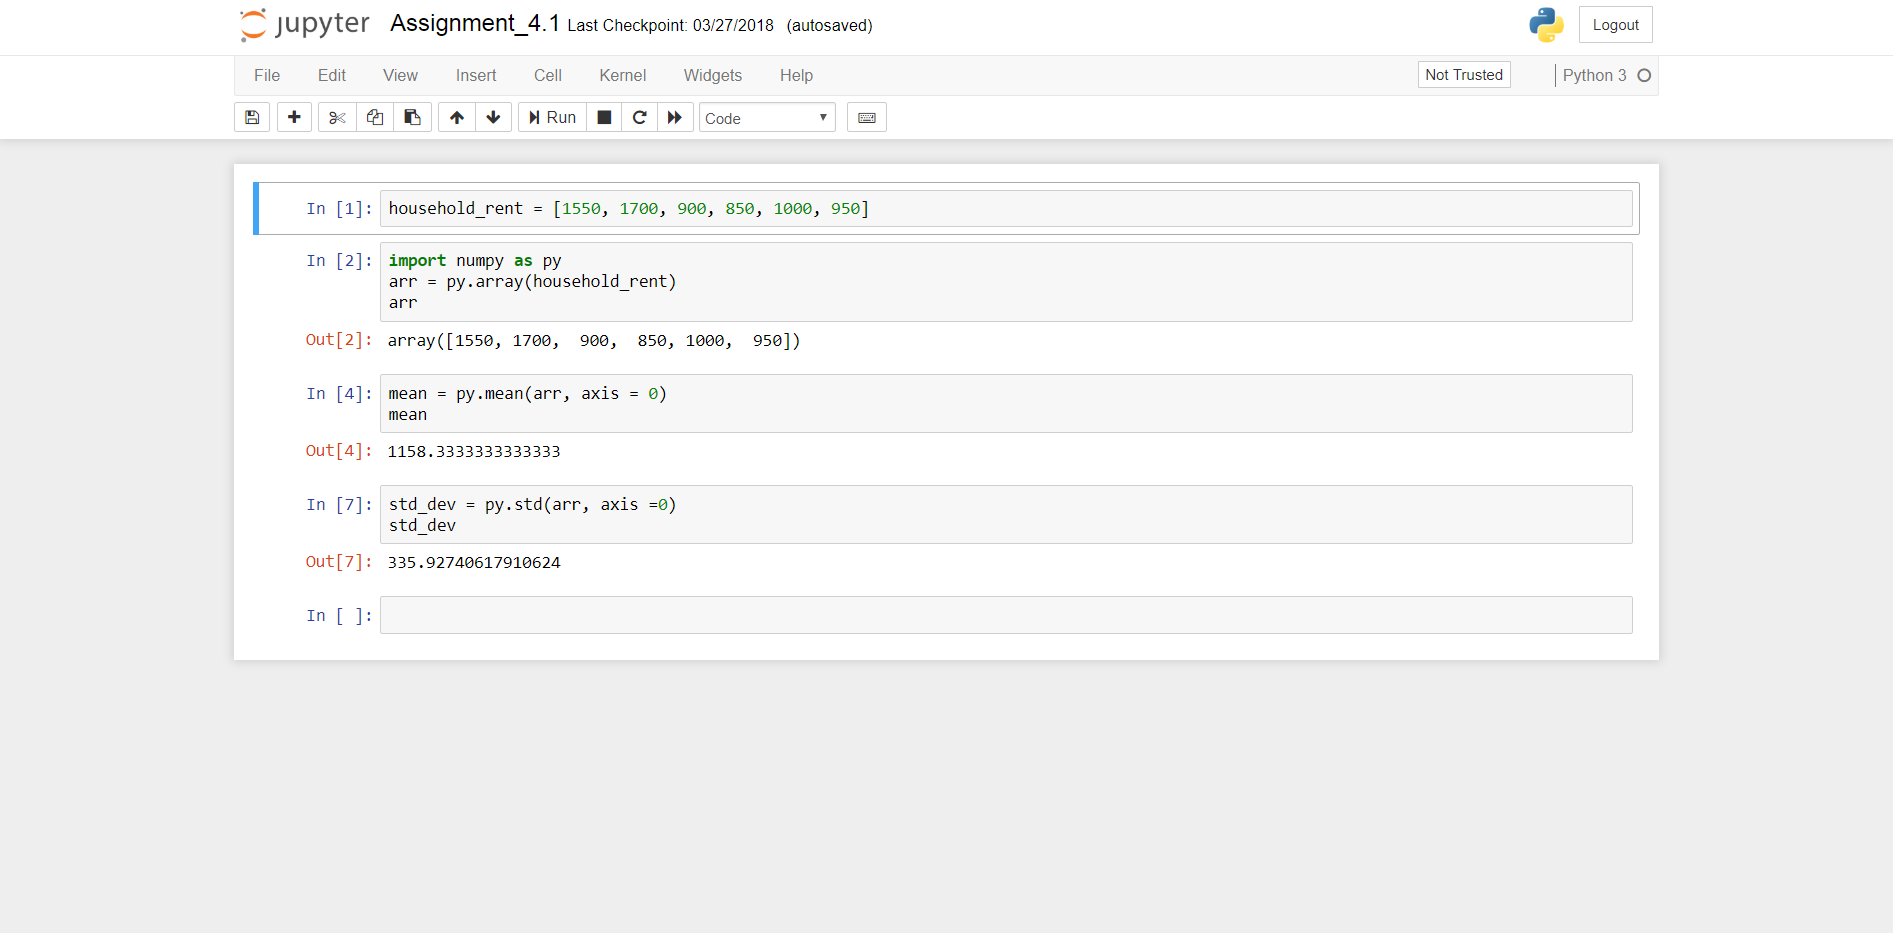 jupyter Assignment_4.1 Last Checkpoint: 03/27/2018 (autosaved) Logout
File Edit View Insert Cell Kernel Widgets Help Not Trusted Python 3
Run Code
In [1]: household_rent = [1550, 1700, 900, 850, 1000, 950]
In [2]: import numpy as py
arr = py.array(household_rent)
arr
Out[2]: array([1550, 1700,  900,  850, 1000,  950])
In [4]: mean = py.mean(arr, axis = 0)
mean
Out[4]: 1158.3333333333333
In [7]: std_dev = py.std(arr, axis =0)
std_dev
Out[7]: 335.92740617910624
In [ ]: